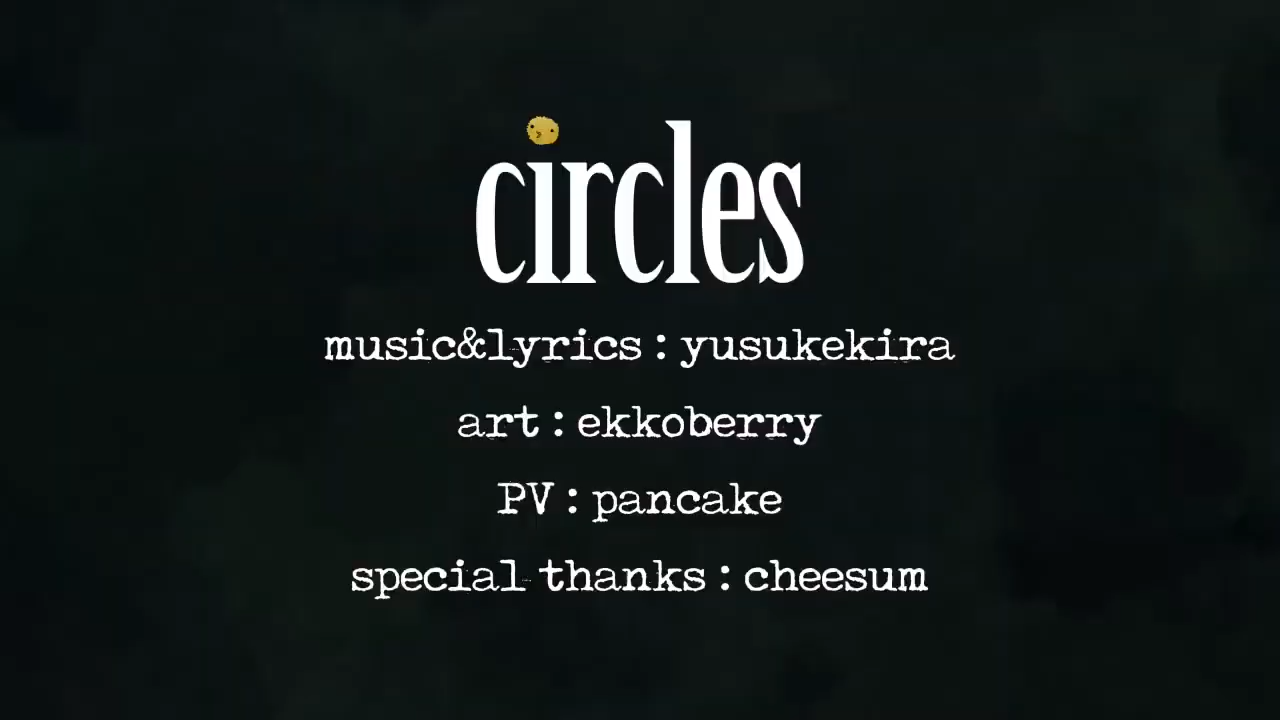 circles
music&lyrics : yusukekira
art : ekkoberry
PV : pancake
special thanks : cheesum